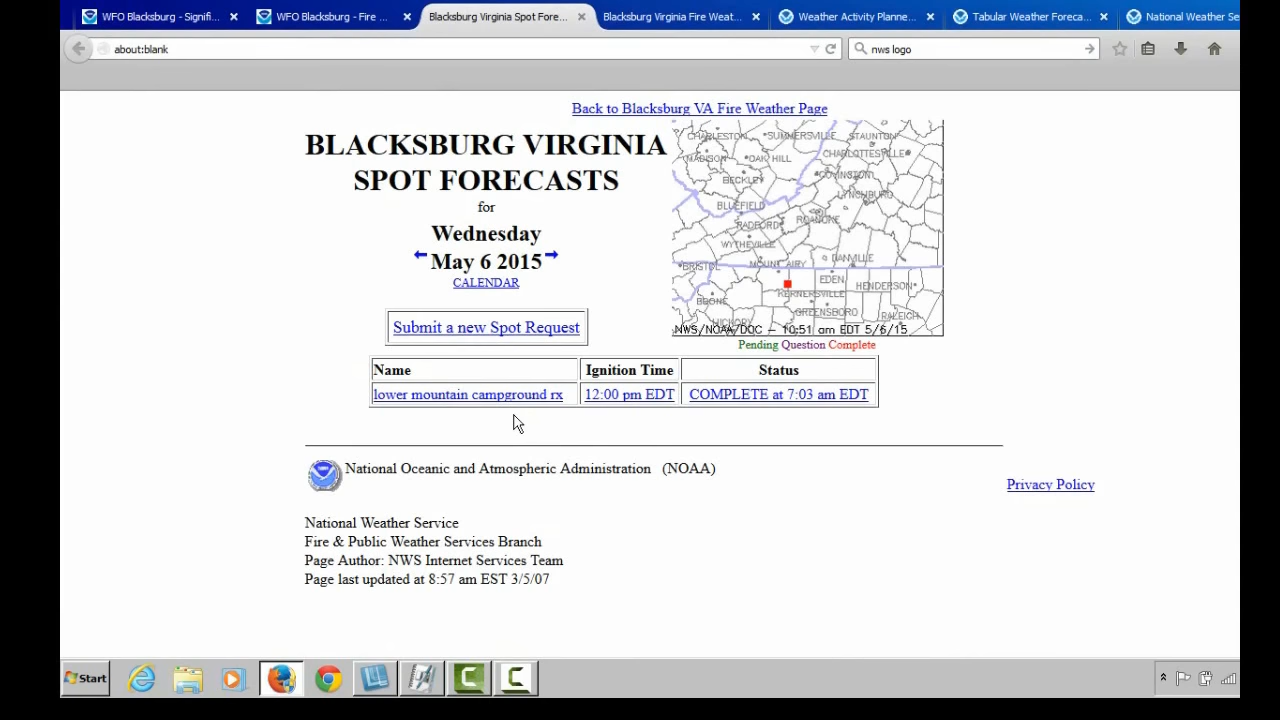 WFO Blacksburg - Signifi...
WFO Blacksburg - Fire ...
Blacksburg Virginia Spot Fore...
Blacksburg Virginia Fire Weat...
Weather Activity Planne...
Tabular Weather Foreca...
National Weather Se
about:blank
nws logo
Back to Blacksburg VA Fire Weather Page
BLACKSBURG VIRGINIA
SPOT FORECASTS
for
Wednesday
May 6 2015
CALENDAR
Submit a new Spot Request
CHARLESTON SUMMERSVILLE STAUNTON
MADISON OAK HILL CHARLOTTESVILLE
BECKLEY COVINGTON
LYNCHBURG
BLUEFIELD
RADFORD ROANOKE
WYTHEVILLE
BRISTOL MOUNT AIRY DANVILLE
EDEN HENDERSON
BOONE KERNERSVILLE
GREENSBORO
HICKORY RALEIGH
NWS/NOAA/DOC – 10:51 am EDT 5/6/15
Pending Question Complete
Name Ignition Time Status
lower mountain campground rx 12:00 pm EDT COMPLETE at 7:03 am EDT
National Oceanic and Atmospheric Administration (NOAA)
Privacy Policy
National Weather Service
Fire & Public Weather Services Branch
Page Author: NWS Internet Services Team
Page last updated at 8:57 am EST 3/5/07
Start